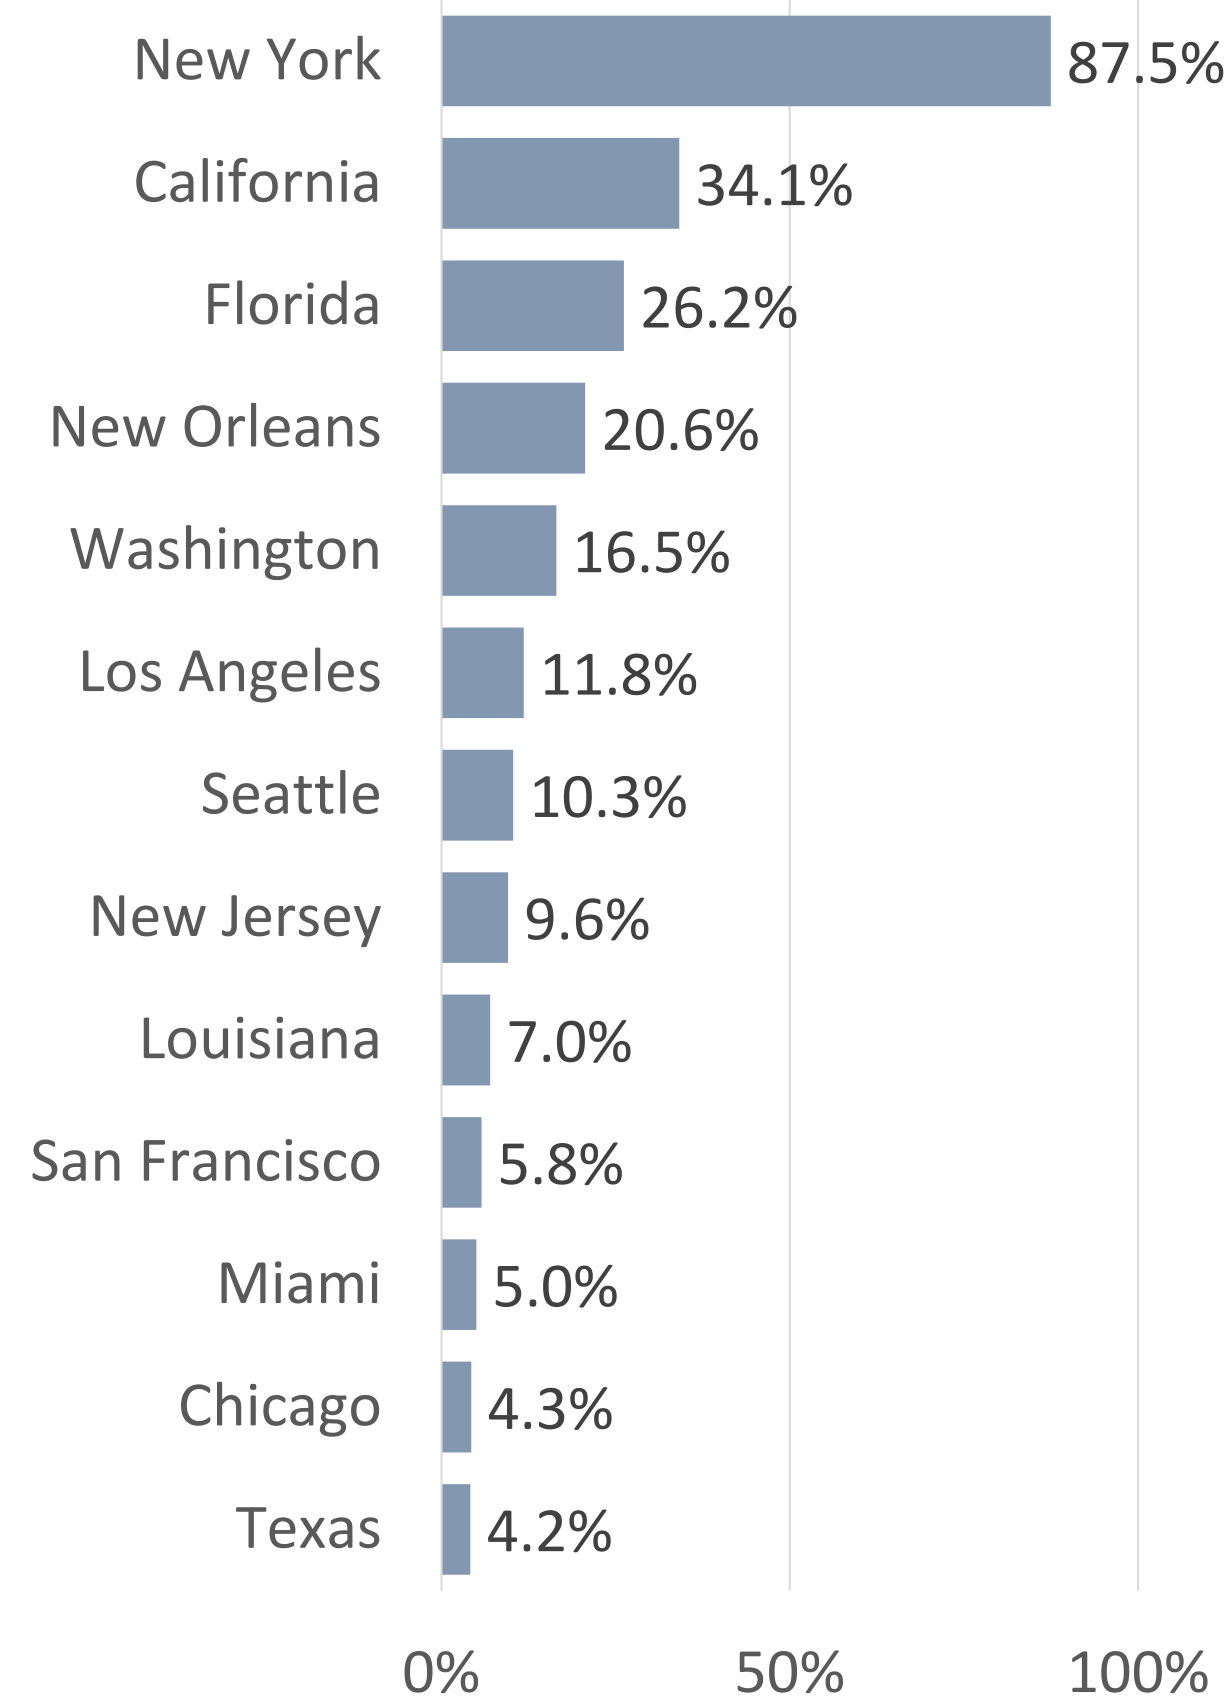 New York 87.5%
California 34.1%
Florida 26.2%
New Orleans 20.6%
Washington 16.5%
Los Angeles 11.8%
Seattle 10.3%
New Jersey 9.6%
Louisiana 7.0%
San Francisco 5.8%
Miami 5.0%
Chicago 4.3%
Texas 4.2%
0% 50% 100%